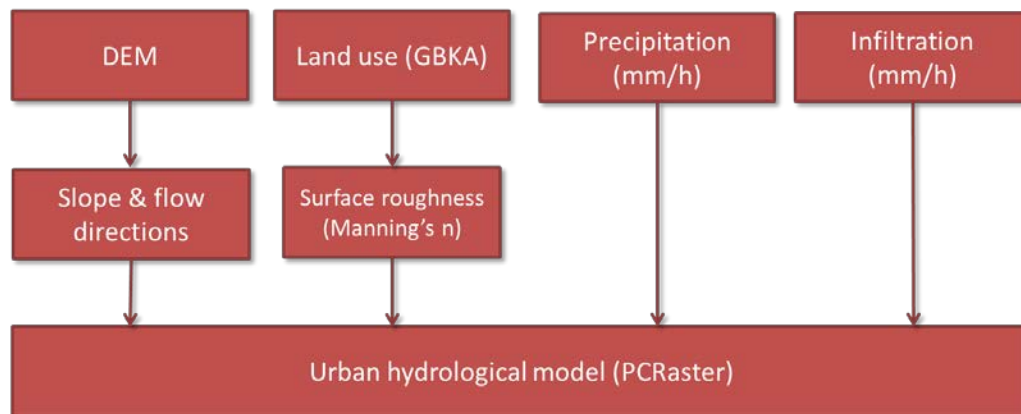 DEM
Land use (GBKA)
Precipitation
(mm/h)
Infiltration
(mm/h)
Slope & flow
directions
Surface roughness
(Manning's n)
Urban hydrological model (PCRaster)